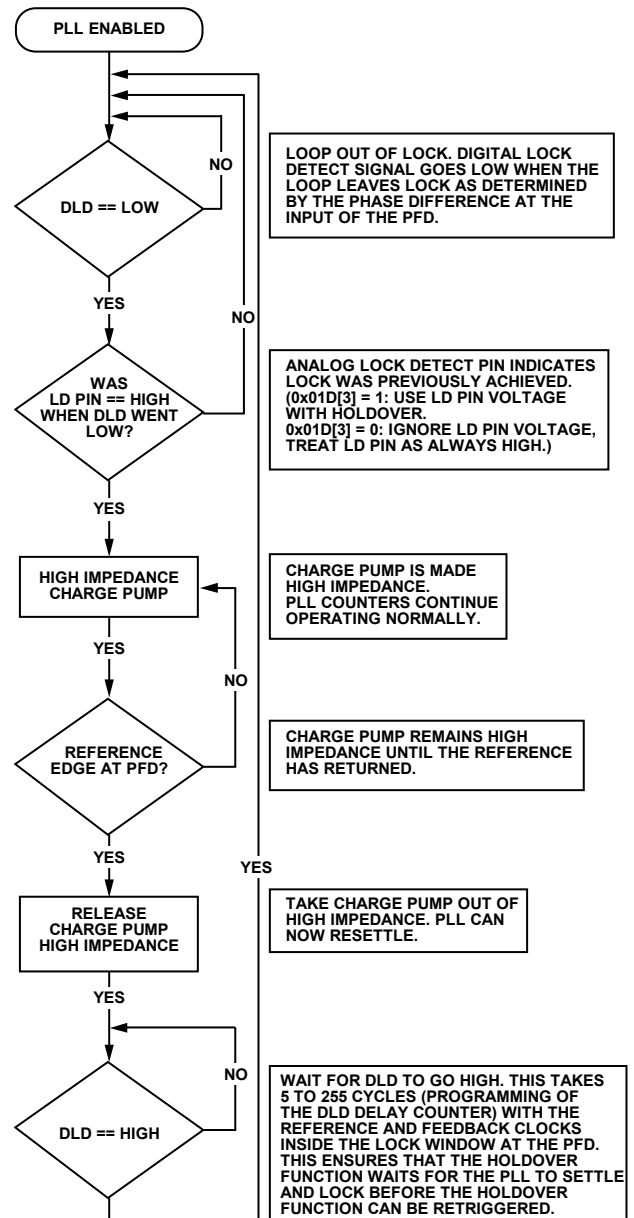 PLL ENABLED
NO
LOOP OUT OF LOCK. DIGITAL LOCK
DETECT SIGNAL GOES LOW WHEN THE
LOOP LEAVES LOCK AS DETERMINED
BY THE PHASE DIFFERENCE AT THE
INPUT OF THE PFD.
DLD == LOW
YES
NO
WAS
LD PIN == HIGH
WHEN DLD WENT
LOW?
ANALOG LOCK DETECT PIN INDICATES
LOCK WAS PREVIOUSLY ACHIEVED.
(0x01D[3] = 1: USE LD PIN VOLTAGE
WITH HOLDOVER.
0x01D[3] = 0: IGNORE LD PIN VOLTAGE,
TREAT LD PIN AS ALWAYS HIGH.)
YES
HIGH IMPEDANCE
CHARGE PUMP
CHARGE PUMP IS MADE
HIGH IMPEDANCE.
PLL COUNTERS CONTINUE
OPERATING NORMALLY.
YES
NO
REFERENCE
EDGE AT PFD?
CHARGE PUMP REMAINS HIGH
IMPEDANCE UNTIL THE REFERENCE
HAS RETURNED.
YES
YES
RELEASE
CHARGE PUMP
HIGH IMPEDANCE
TAKE CHARGE PUMP OUT OF
HIGH IMPEDANCE. PLL CAN
NOW RESETTLE.
YES
NO
DLD == HIGH
WAIT FOR DLD TO GO HIGH. THIS TAKES
5 TO 255 CYCLES (PROGRAMMING OF
THE DLD DELAY COUNTER) WITH THE
REFERENCE AND FEEDBACK CLOCKS
INSIDE THE LOCK WINDOW AT THE PFD.
THIS ENSURES THAT THE HOLDOVER
FUNCTION WAITS FOR THE PLL TO SETTLE
AND LOCK BEFORE THE HOLDOVER
FUNCTION CAN BE RETRIGGERED.